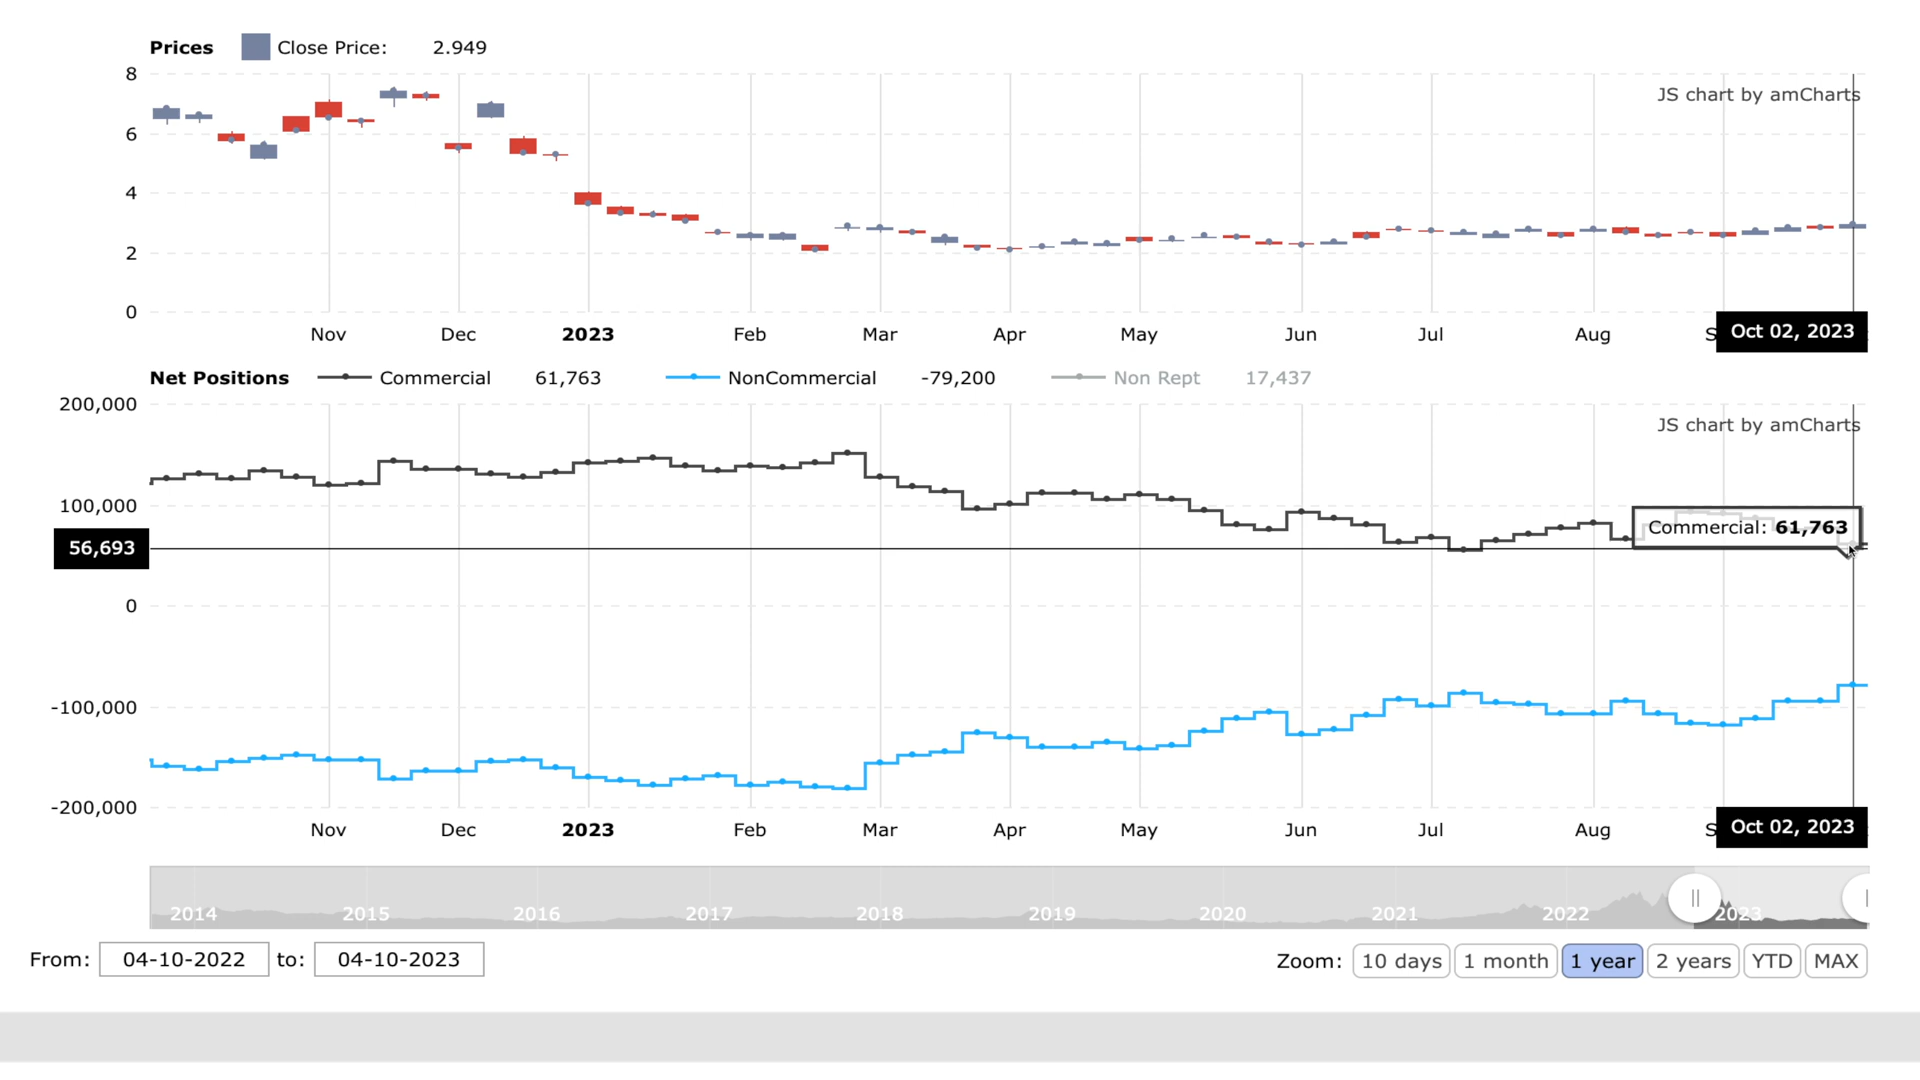 Prices Close Price: 2.949
8
JS chart by amCharts
6
4
2
0
Nov Dec 2023 Feb Mar Apr May Jun Jul Aug S Oct 02, 2023
Net Positions Commercial 61,763 NonCommercial -79,200 Non Rept 17,437
200,000
JS chart by amCharts
100,000
Commercial: 61,763
56,693
0
-100,000
-200,000
Nov Dec 2023 Feb Mar Apr May Jun Jul Aug S Oct 02, 2023
2014 2015 2016 2017 2018 2019 2020 2021 2022 2023
From: 04-10-2022 to: 04-10-2023 Zoom: 10 days 1 month 1 year 2 years YTD MAX